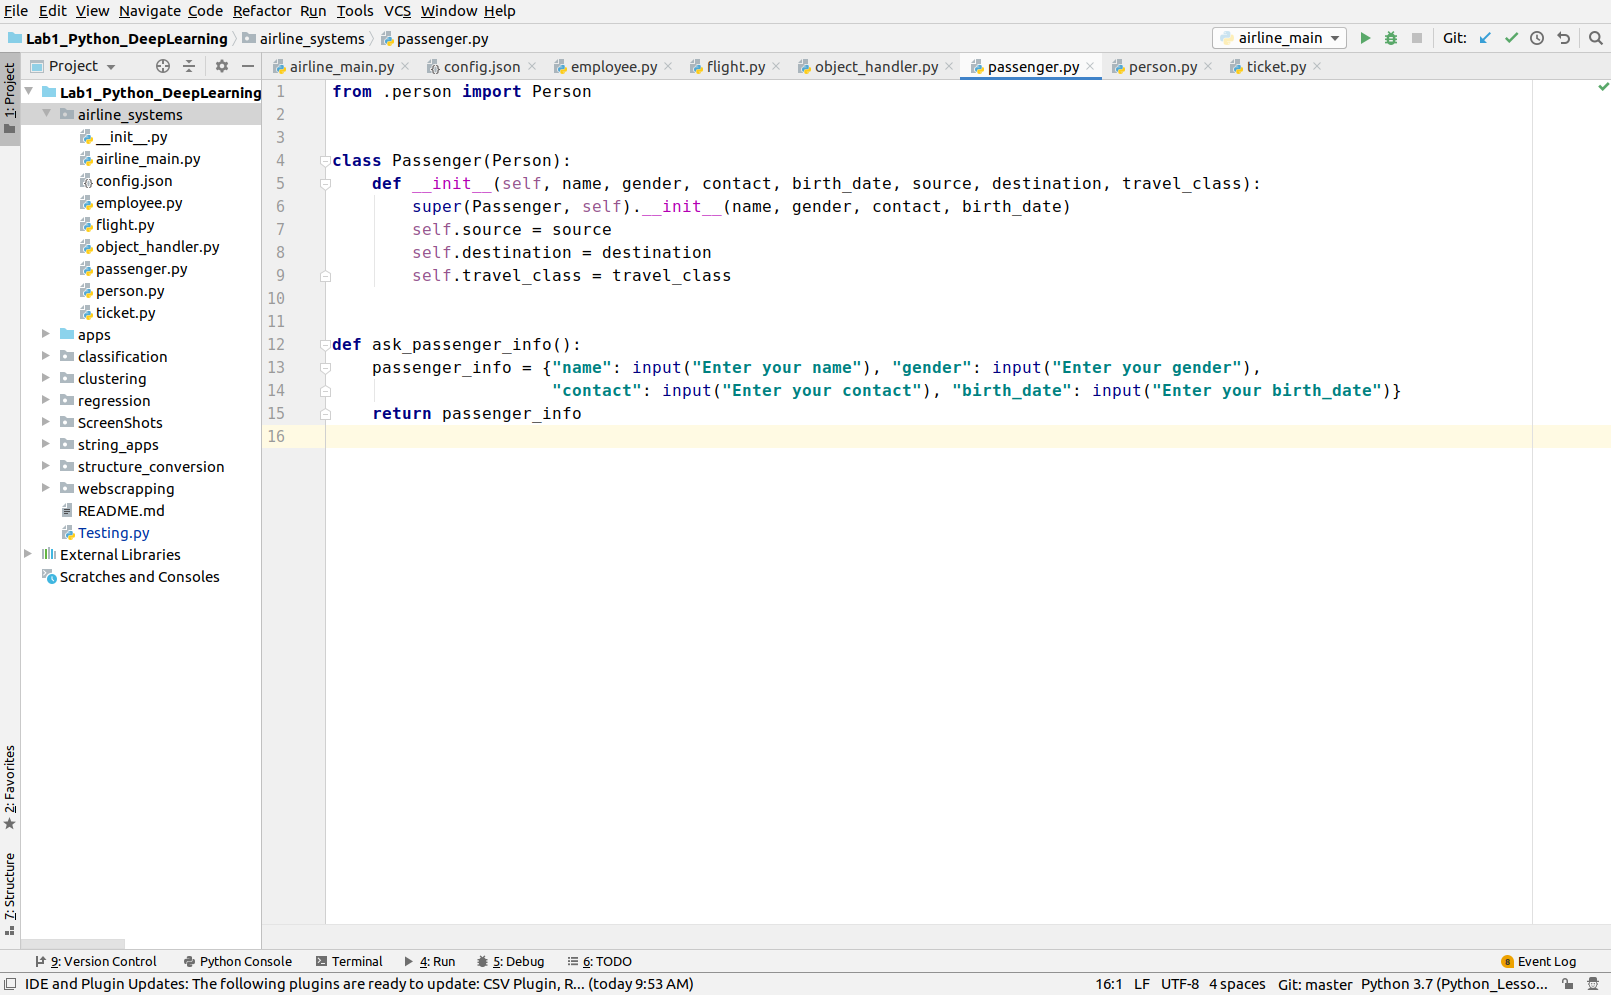 File Edit View Navigate Code Refactor Run Tools VCS Window Help
Lab1_Python_DeepLearning airline_systems passenger.py airline_main Git:
1: Project
Project
airline_main.py config.json employee.py flight.py object_handler.py passenger.py person.py ticket.py
Lab1_Python_DeepLearning
airline_systems
__init__.py
airline_main.py
config.json
employee.py
flight.py
object_handler.py
passenger.py
person.py
ticket.py
apps
classification
clustering
regression
ScreenShots
string_apps
structure_conversion
webscrapping
README.md
Testing.py
External Libraries
Scratches and Consoles
1 from .person import Person
2
3
4 class Passenger(Person):
5     def __init__(self, name, gender, contact, birth_date, source, destination, travel_class):
6         super(Passenger, self).__init__(name, gender, contact, birth_date)
7         self.source = source
8         self.destination = destination
9         self.travel_class = travel_class
10
11
12 def ask_passenger_info():
13     passenger_info = {"name": input("Enter your name"), "gender": input("Enter your gender"),
14                       "contact": input("Enter your contact"), "birth_date": input("Enter your birth_date")}
15     return passenger_info
16
2: Favorites
7: Structure
9: Version Control Python Console Terminal 4: Run 5: Debug 6: TODO 8 Event Log
IDE and Plugin Updates: The following plugins are ready to update: CSV Plugin, R... (today 9:53 AM) 16:1 LF UTF-8 4 spaces Git: master Python 3.7 (Python_Lesso...